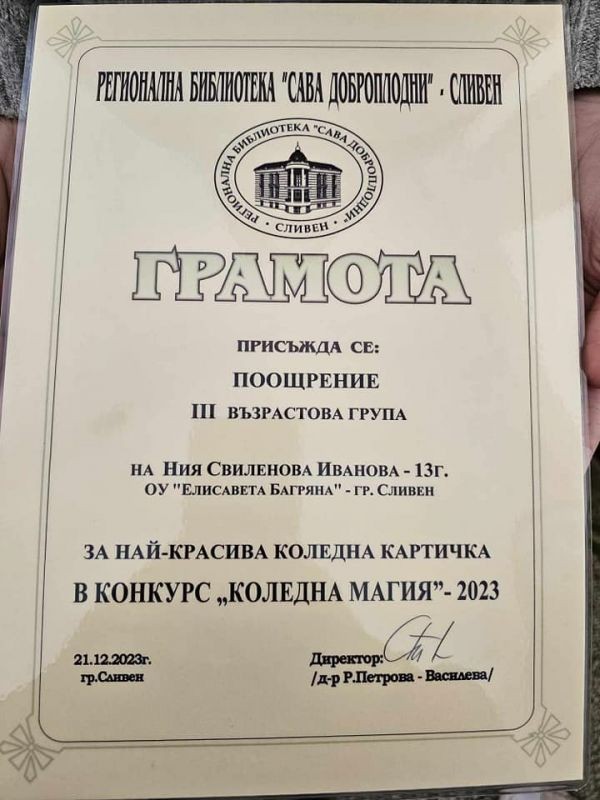 РЕГИОНАЛНА БИБЛИОТЕКА "САВА ДОБРОПЛОДНИ" - СЛИВЕН
РЕГИОНАЛНА БИБЛИОТЕКА "САВА ДОБРОПЛОДНИ"
• СЛИВЕН •
ГРАМОТА
ПРИСЪЖДА СЕ:
ПООЩРЕНИЕ
III ВЪЗРАСТОВА ГРУПА
НА НИЯ СВИЛЕНОВА ИВАНОВА - 13г.
ОУ "ЕЛИСАВЕТА БАГРЯНА" - ГР. СЛИВЕН
ЗА НАЙ-КРАСИВА КОЛЕДНА КАРТИЧКА
В КОНКУРС „КОЛЕДНА МАГИЯ”- 2023
21.12.2023г.
гр.Сливен
Директор:
/д-р Р.Петрова - Василева/